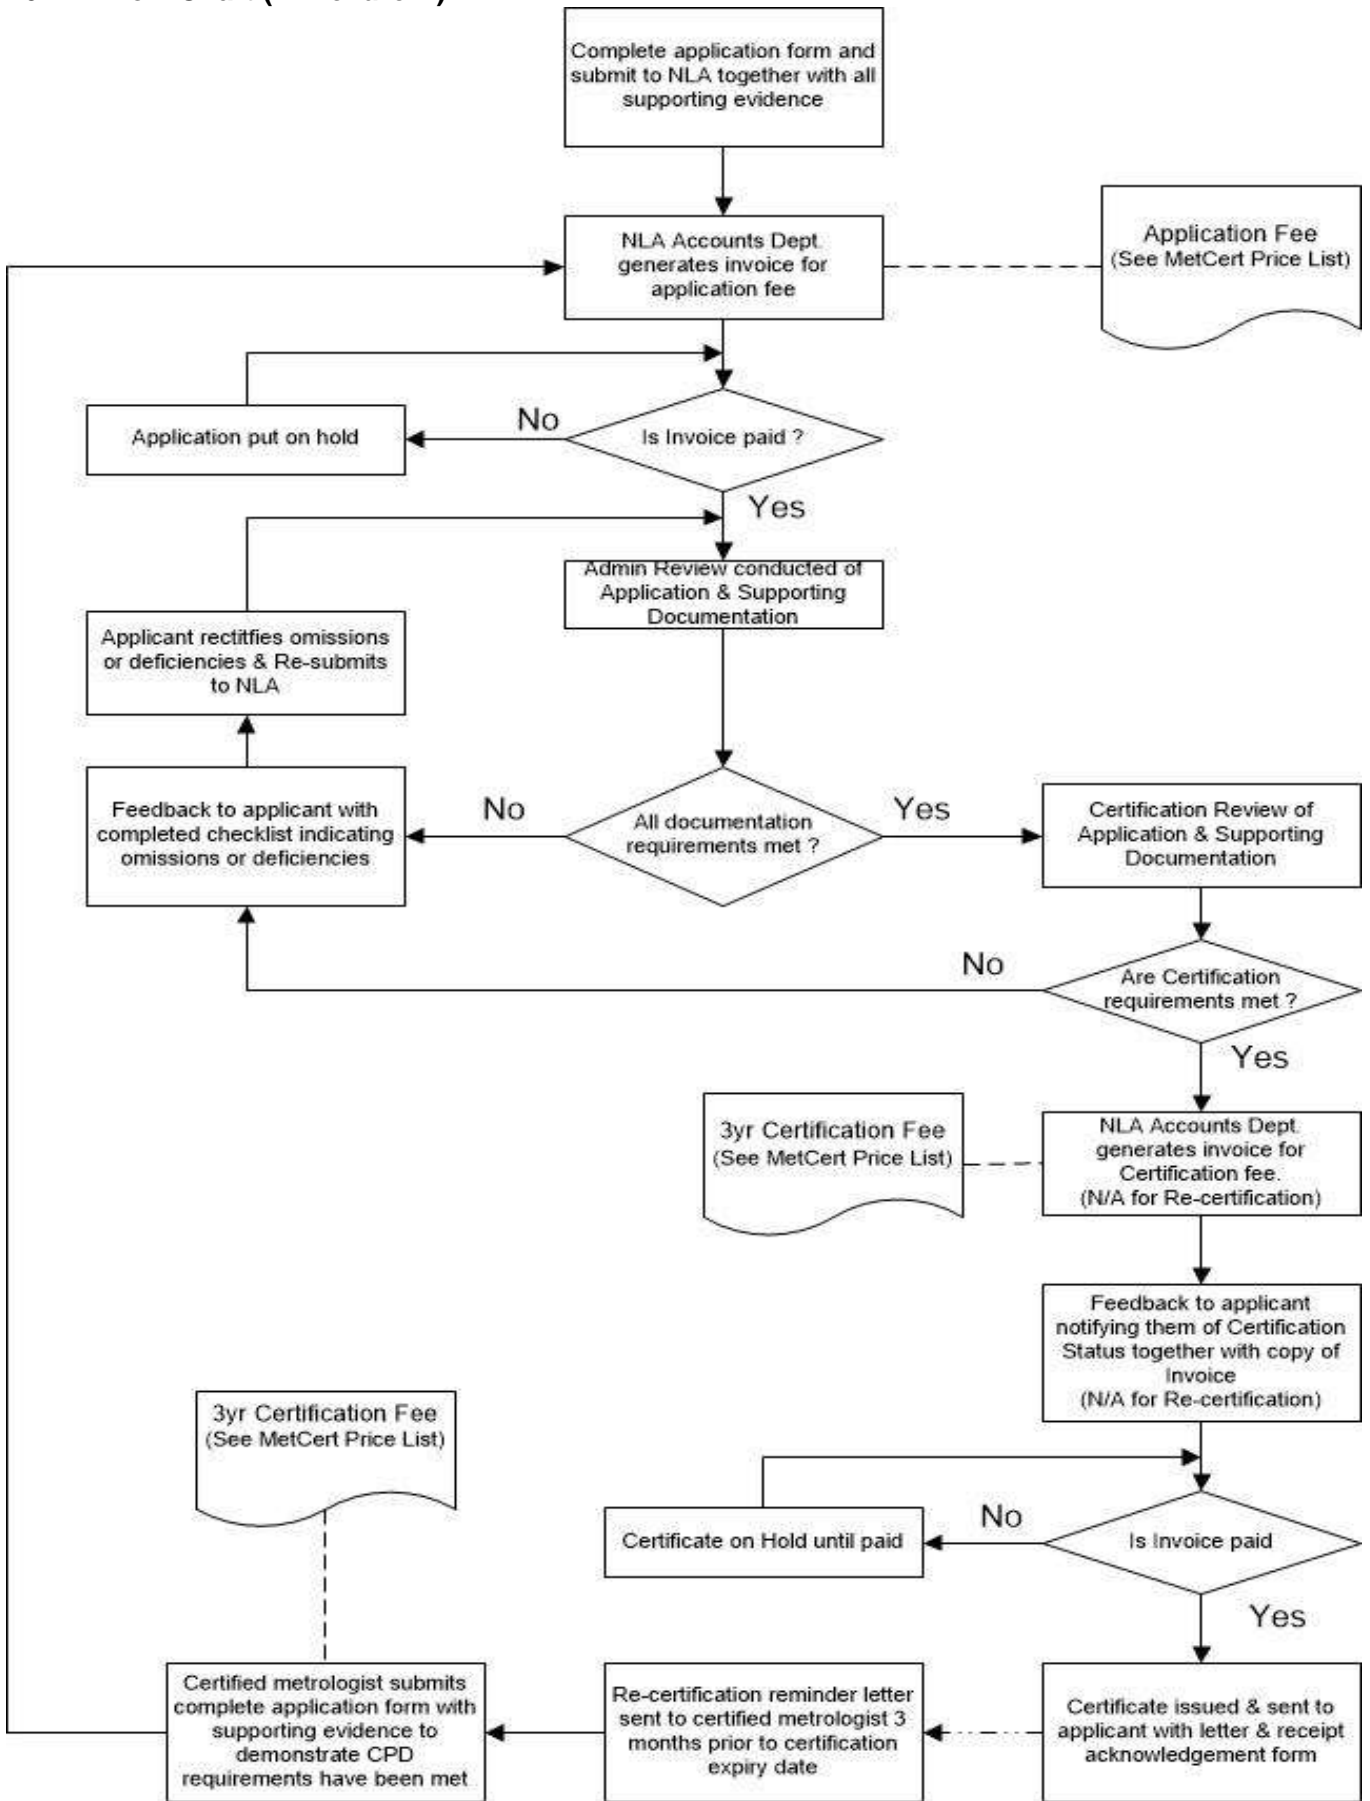 Complete application form and
submit to NLA together with all
supporting evidence
NLA Accounts Dept.
generates invoice for
application fee
Application Fee
(See MetCert Price List)
Is Invoice paid ?
No
Application put on hold
Yes
Admin Review conducted of
Application & Supporting
Documentation
Applicant rectitfies omissions
or deficiencies & Re-submits
to NLA
All documentation
requirements met ?
No
Feedback to applicant with
completed checklist indicating
omissions or deficiencies
Yes
Certification Review of
Application & Supporting
Documentation
Are Certification
requirements met ?
No
Yes
3yr Certification Fee
(See MetCert Price List)
NLA Accounts Dept.
generates invoice for
Certification fee.
(N/A for Re-certification)
Feedback to applicant
notifying them of Certification
Status together with copy of
Invoice
(N/A for Re-certification)
Is Invoice paid
No
Certificate on Hold until paid
Yes
Certificate issued & sent to
applicant with letter & receipt
acknowledgement form
Re-certification reminder letter
sent to certified metrologist 3
months prior to certification
expiry date
3yr Certification Fee
(See MetCert Price List)
Certified metrologist submits
complete application form with
supporting evidence to
demonstrate CPD
requirements have been met